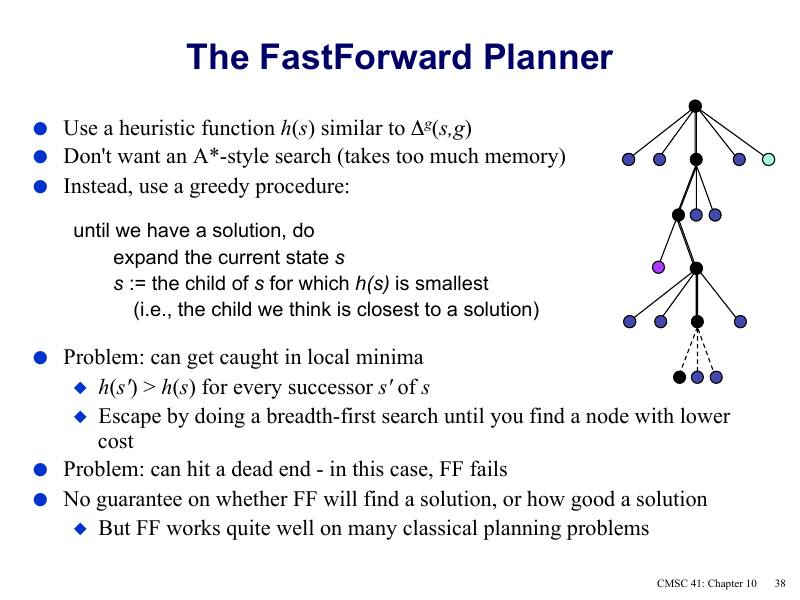 The FastForward Planner
● Use a heuristic function h(s) similar to Δᵍ(s,g)
● Don't want an A*-style search (takes too much memory)
● Instead, use a greedy procedure:
until we have a solution, do
expand the current state s
s := the child of s for which h(s) is smallest
(i.e., the child we think is closest to a solution)
● Problem: can get caught in local minima
◆ h(s′) > h(s) for every successor s′ of s
◆ Escape by doing a breadth-first search until you find a node with lower
cost
● Problem: can hit a dead end - in this case, FF fails
● No guarantee on whether FF will find a solution, or how good a solution
◆ But FF works quite well on many classical planning problems
CMSC 41: Chapter 10 38